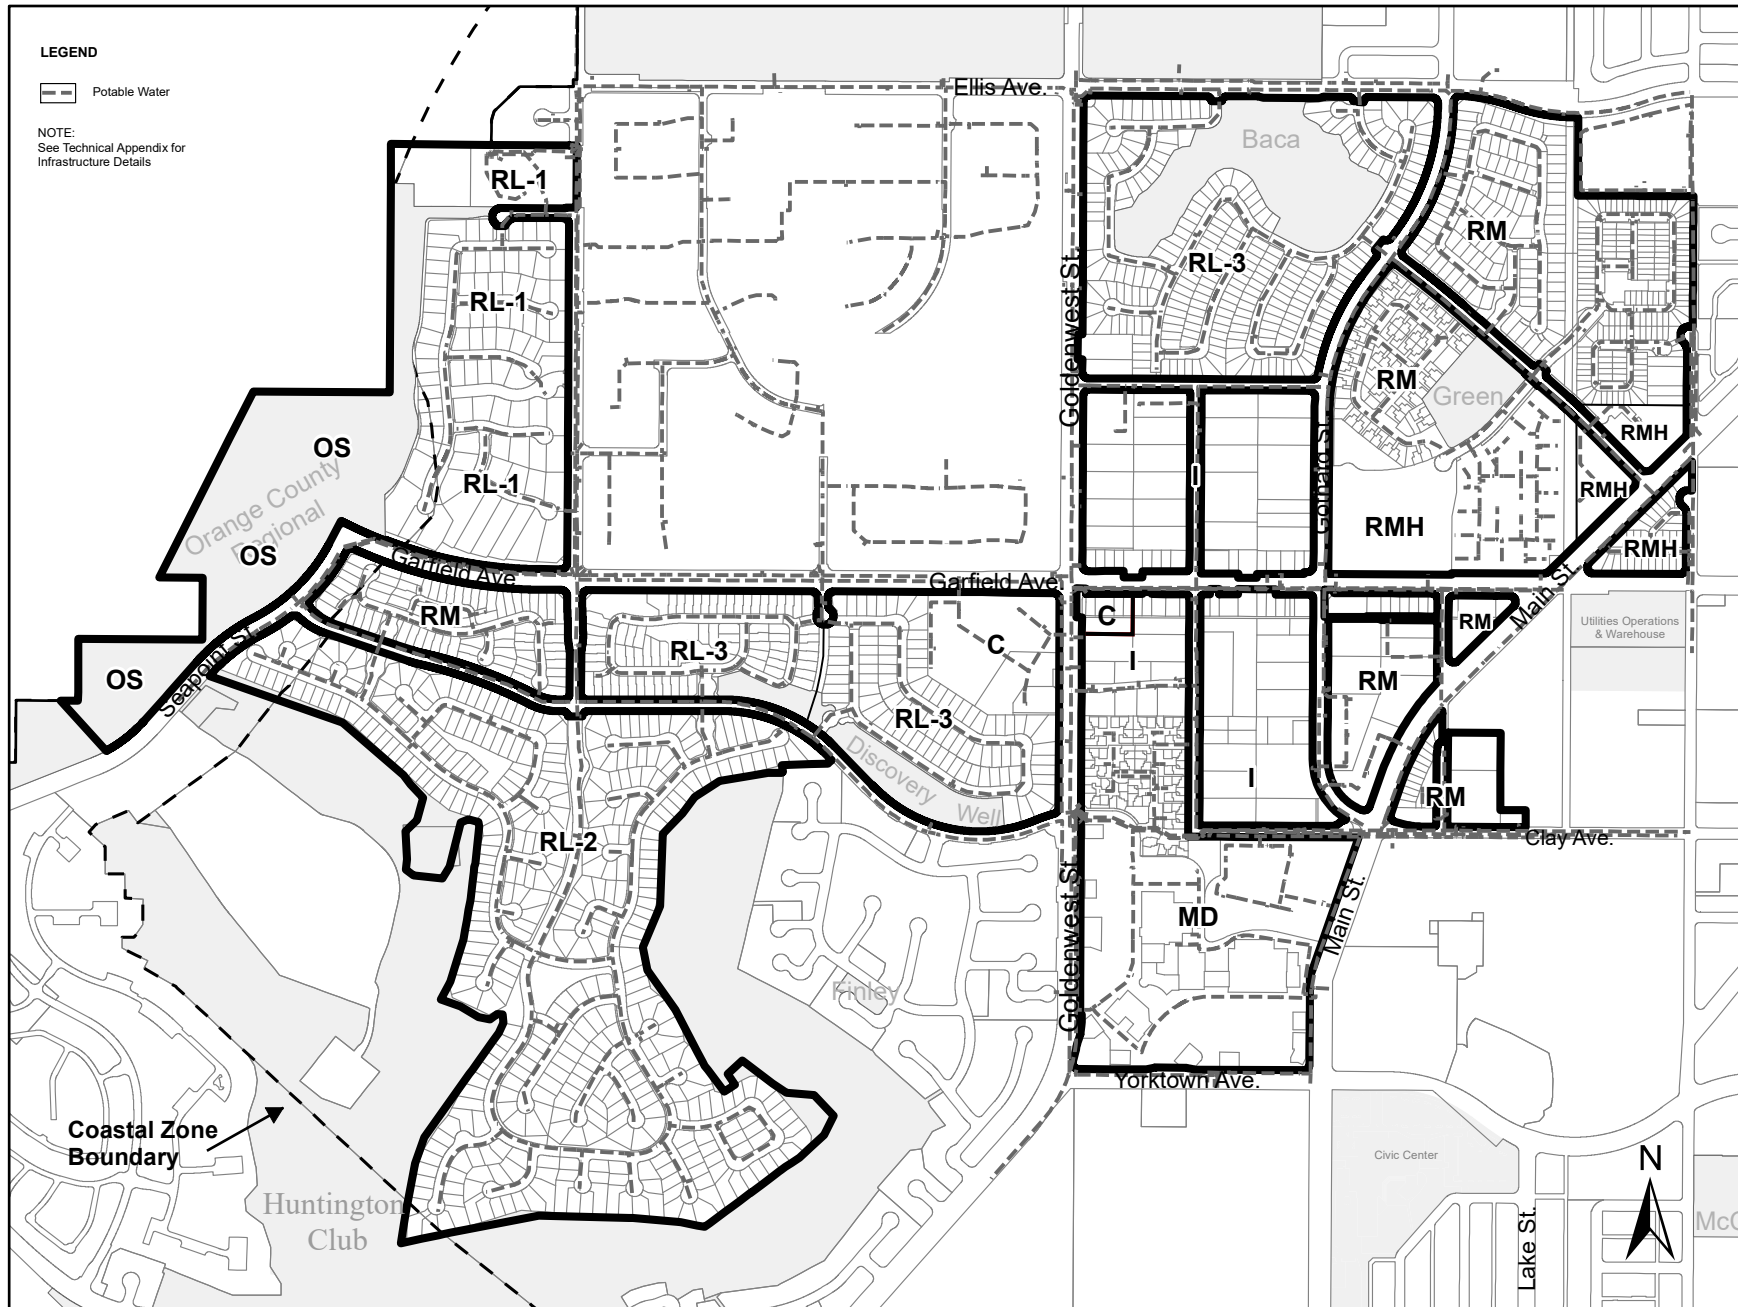 LEGEND
Potable Water
NOTE:
See Technical Appendix for
Infrastructure Details
Ellis Ave.
Baca
RL-1
RM
RL-3
RL-1
Goldenwest St.
RM
Green
RMH
OS
RL-1
I
Gothard St.
RMH
Orange County
Regional
RMH
OS
RMH
Garfield Ave.
Garfield Ave.
Main St.
RM
C
C
RM
Utilities Operations
& Warehouse
RL-3
I
OS
Seapoint St.
RM
RL-3
Discovery
Well
I
RM
RL-2
Clay Ave.
Goldenwest St.
MD
Main St.
Finley
Yorktown Ave.
Coastal Zone
Boundary
Civic Center
N
Huntington
Club
Lake St.
McC